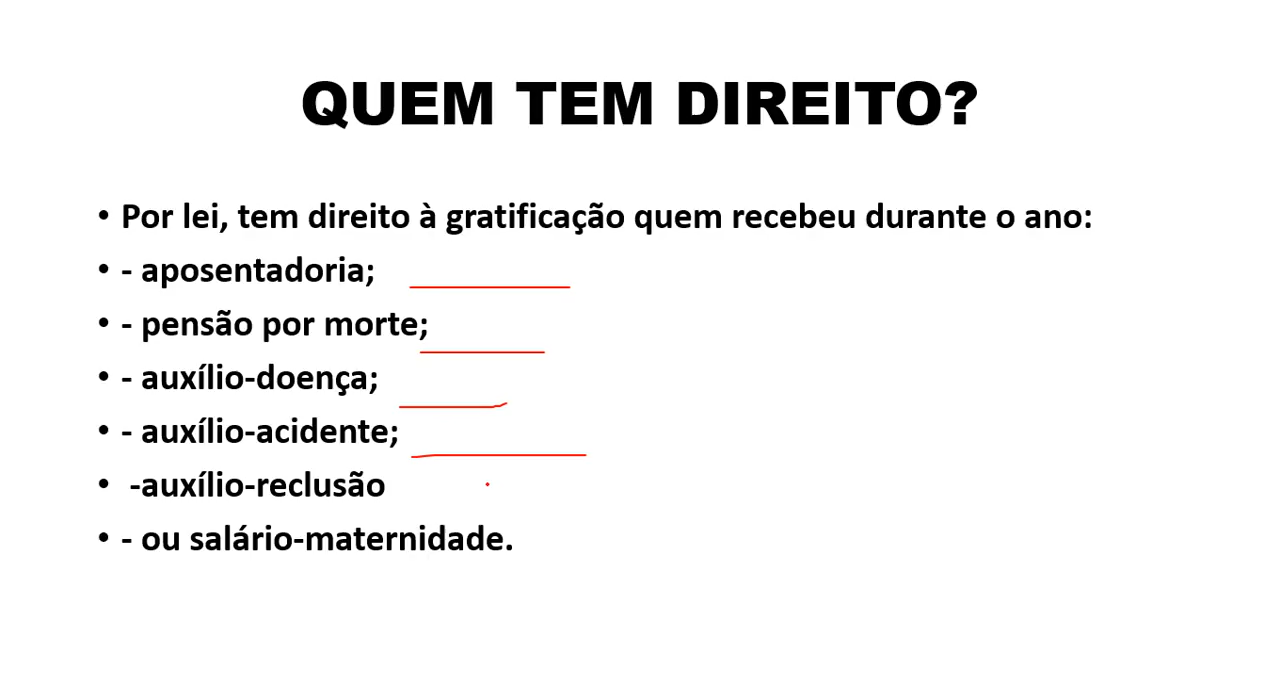 QUEM TEM DIREITO?
• Por lei, tem direito à gratificação quem recebeu durante o ano:
• - aposentadoria;
• - pensão por morte;
• - auxílio-doença;
• - auxílio-acidente;
• -auxílio-reclusão
• - ou salário-maternidade.